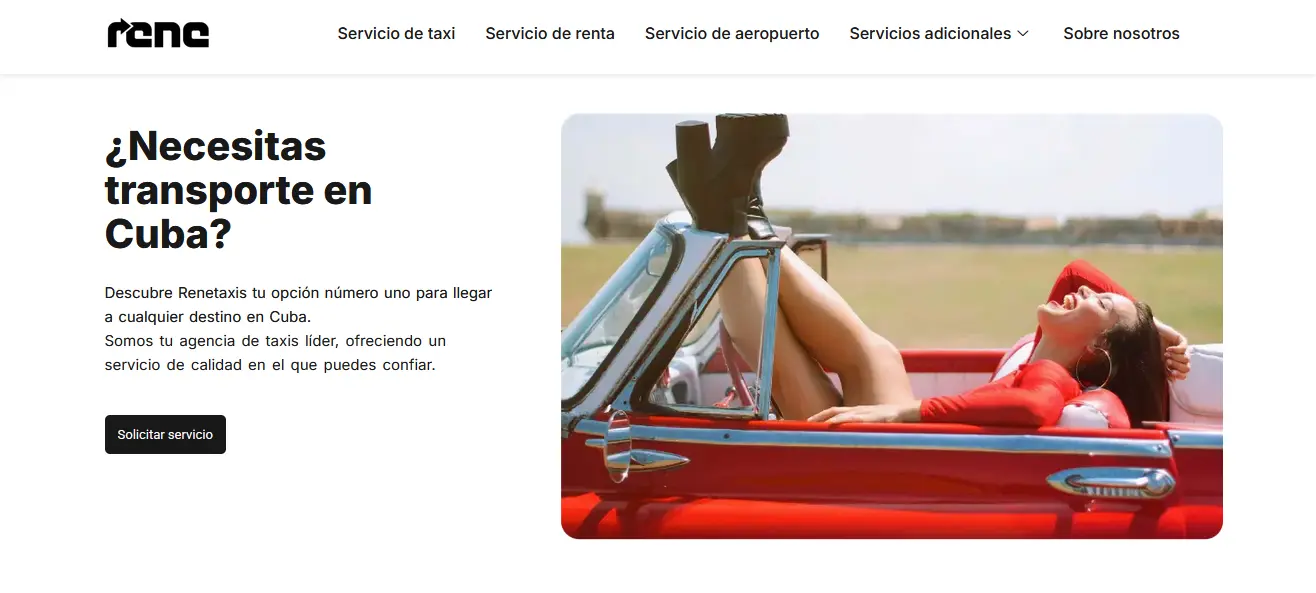 rene
Servicio de taxi
Servicio de renta
Servicio de aeropuerto
Servicios adicionales
Sobre nosotros
¿Necesitas
transporte en
Cuba?
Descubre Renetaxis tu opción número uno para llegar
a cualquier destino en Cuba.
Somos tu agencia de taxis líder, ofreciendo un
servicio de calidad en el que puedes confiar.
Solicitar servicio